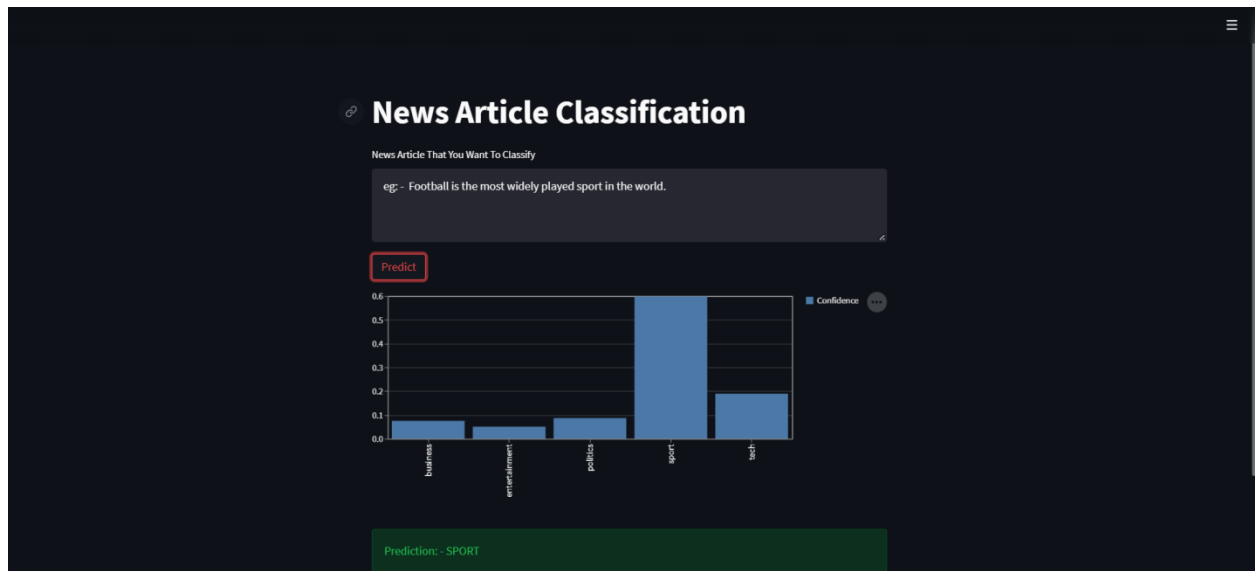 News Article Classification
News Article That You Want To Classify
eg: - Football is the most widely played sport in the world.
Predict
0.6
0.5
0.4
0.3
0.2
0.1
0.0
Confidence
business
entertainment
politics
sport
tech
Prediction: - SPORT